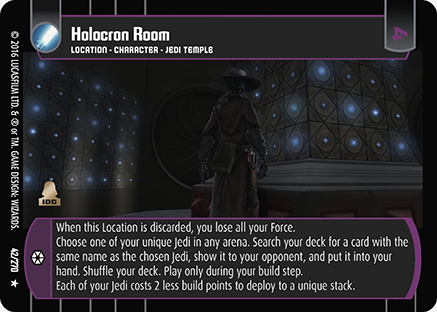 Holocron Room
LOCATION - CHARACTER - JEDI TEMPLE
4
© 2016 LUCASFILM LTD. & ® or TM. GAME DESIGN: WIZARDS.
42/270
IDC
When this Location is discarded, you lose all your Force.
Choose one of your unique Jedi in any arena. Search your deck for a card with the
same name as the chosen Jedi, show it to your opponent, and put it into your
hand. Shuffle your deck. Play only during your build step.
Each of your Jedi costs 2 less build points to deploy to a unique stack.